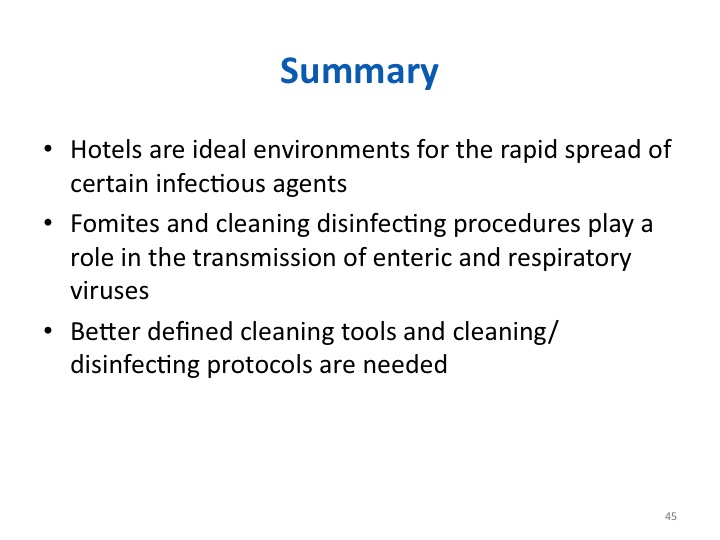 Summary
• Hotels are ideal environments for the rapid spread of
certain infectious agents
• Fomites and cleaning disinfecting procedures play a
role in the transmission of enteric and respiratory
viruses
• Better defined cleaning tools and cleaning/
disinfecting protocols are needed
45